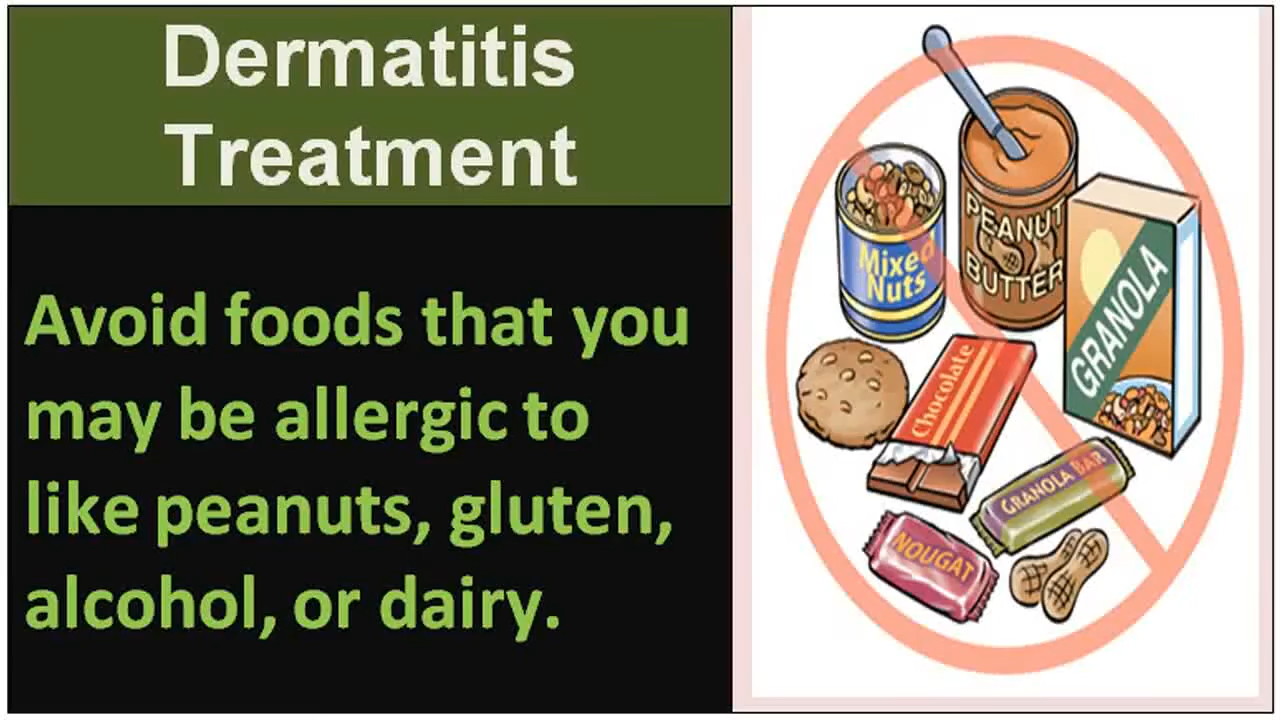 Dermatitis
Treatment
Avoid foods that you
may be allergic to
like peanuts, gluten,
alcohol, or dairy.
PEANUT
BUTTER
Mixed
Nuts
GRANOLA
Chocolate
GRANOLA BAR
NOUGAT